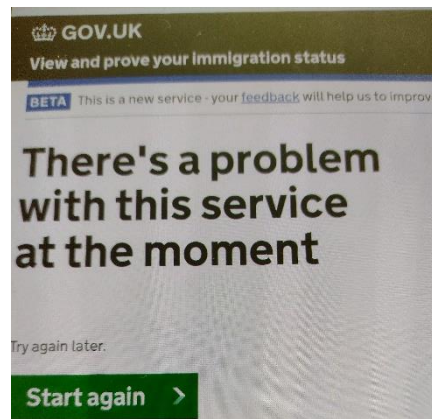 GOV.UK
View and prove your immigration status
BETA This is a new service - your feedback will help us to improv
There's a problem
with this service
at the moment
Try again later.
Start again >